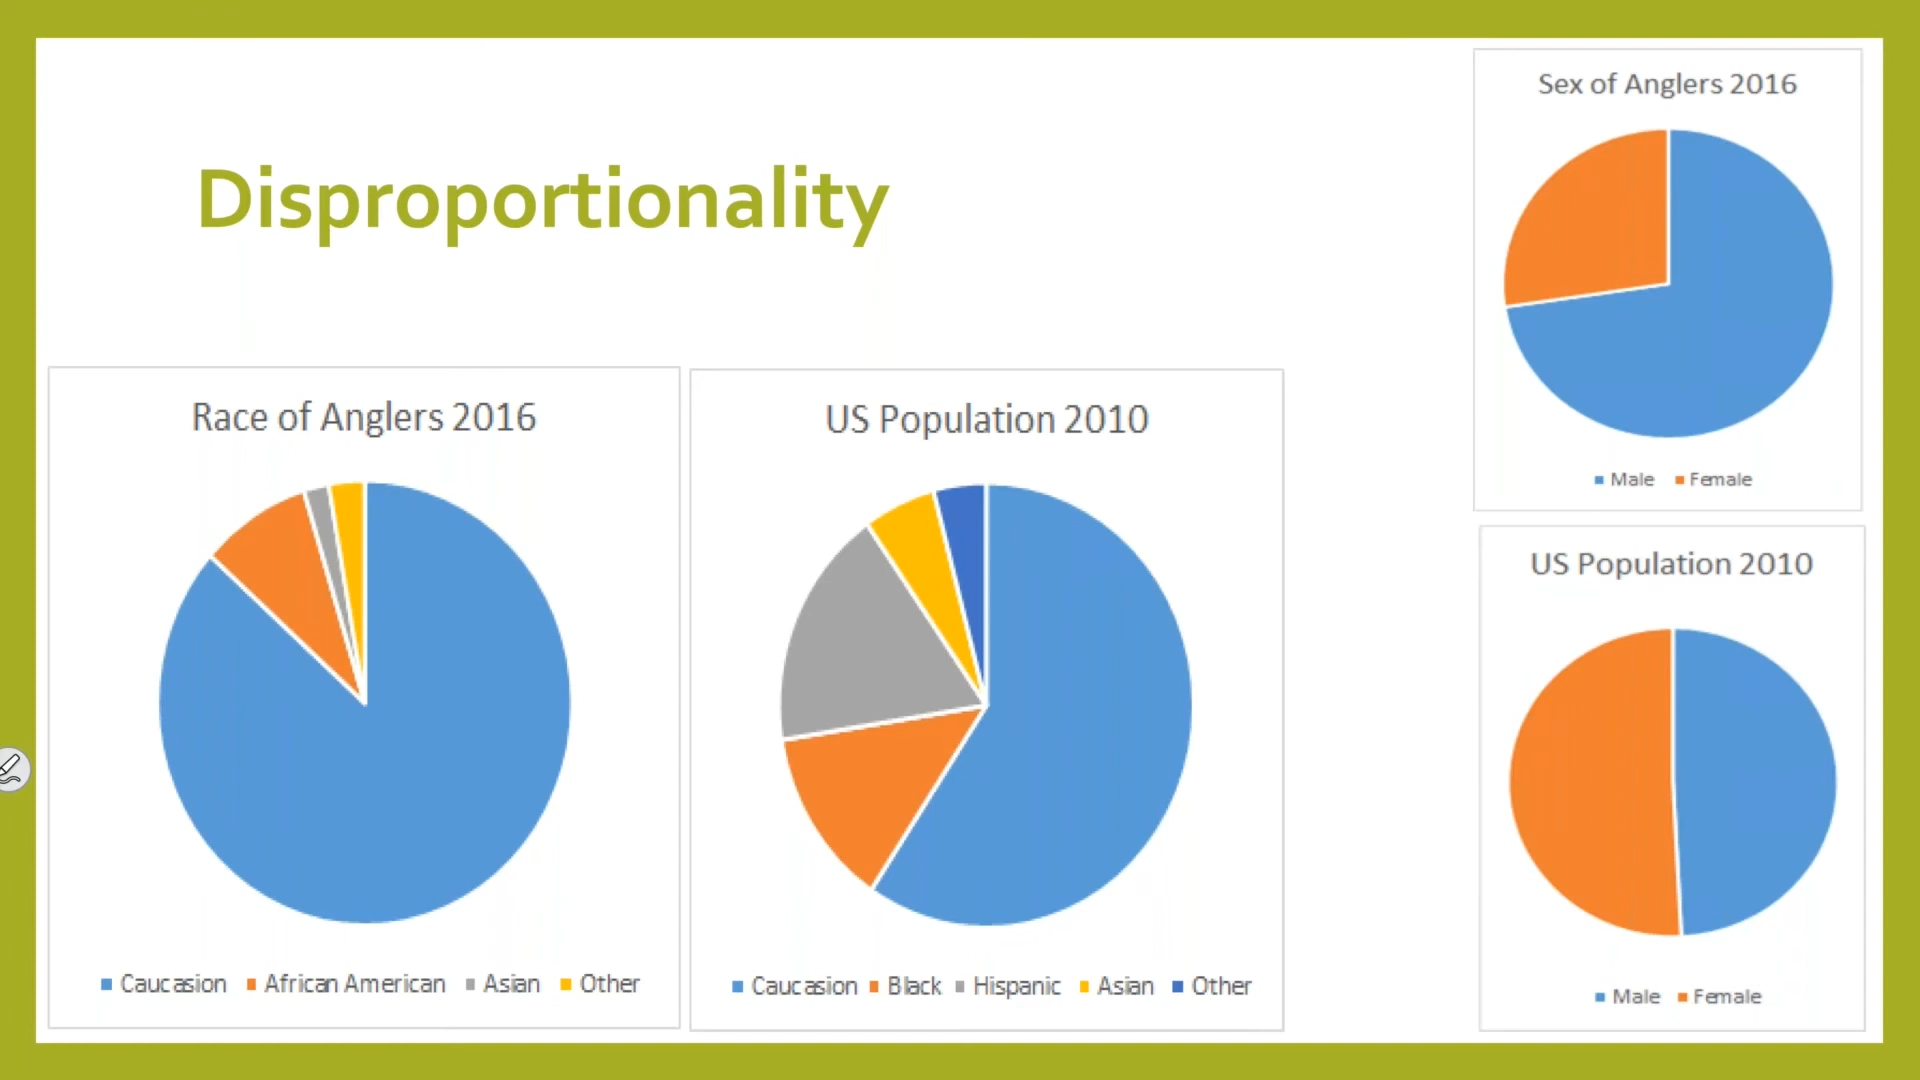 Disproportionality
Race of Anglers 2016
Caucasion African American Asian Other
US Population 2010
Caucasion Black Hispanic Asian Other
Sex of Anglers 2016
Male Female
US Population 2010
Male Female